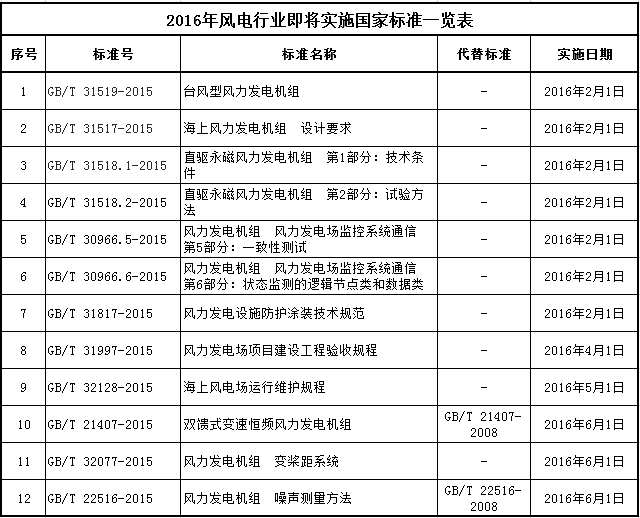 2016年风电行业即将实施国家标准一览表
序号 标准号 标准名称 代替标准 实施日期
1 GB/T 31519-2015 台风型风力发电机组 - 2016年2月1日
2 GB/T 31517-2015 海上风力发电机组 设计要求 - 2016年2月1日
3 GB/T 31518.1-2015 直驱永磁风力发电机组 第1部分：技术条
件 - 2016年2月1日
4 GB/T 31518.2-2015 直驱永磁风力发电机组 第2部分：试验方
法 - 2016年2月1日
5 GB/T 30966.5-2015 风力发电机组 风力发电场监控系统通信
第5部分：一致性测试 - 2016年2月1日
6 GB/T 30966.6-2015 风力发电机组 风力发电场监控系统通信
第6部分：状态监测的逻辑节点类和数据类 - 2016年2月1日
7 GB/T 31817-2015 风力发电设施防护涂装技术规范 - 2016年2月1日
8 GB/T 31997-2015 风力发电场项目建设工程验收规程 - 2016年4月1日
9 GB/T 32128-2015 海上风电场运行维护规程 - 2016年5月1日
10 GB/T 21407-2015 双馈式变速恒频风力发电机组 GB/T 21407-
2008 2016年6月1日
11 GB/T 32077-2015 风力发电机组 变桨距系统 - 2016年6月1日
12 GB/T 22516-2015 风力发电机组 噪声测量方法 GB/T 22516-
2008 2016年6月1日